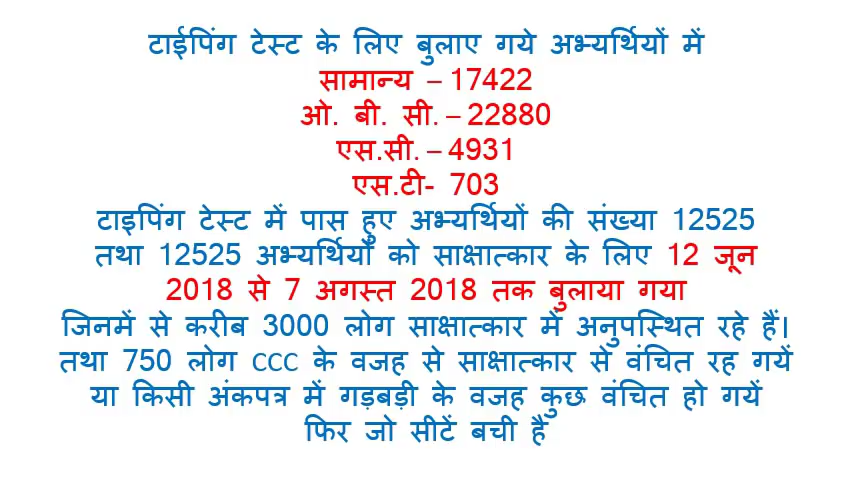 टाईपिंग टेस्ट के लिए बुलाए गये अभ्यर्थियों में
सामान्य – 17422
ओ. बी. सी. – 22880
एस.सी. – 4931
एस.टी- 703
टाइपिंग टेस्ट में पास हुए अभ्यर्थियों की संख्या 12525
तथा 12525 अभ्यर्थियों को साक्षात्कार के लिए 12 जून
2018 से 7 अगस्त 2018 तक बुलाया गया
जिनमें से करीब 3000 लोग साक्षात्कार में अनुपस्थित रहे हैं।
तथा 750 लोग ccc के वजह से साक्षात्कार से वंचित रह गयें
या किसी अंकपत्र में गड़बड़ी के वजह कुछ वंचित हो गयें
फिर जो सीटें बची हैं